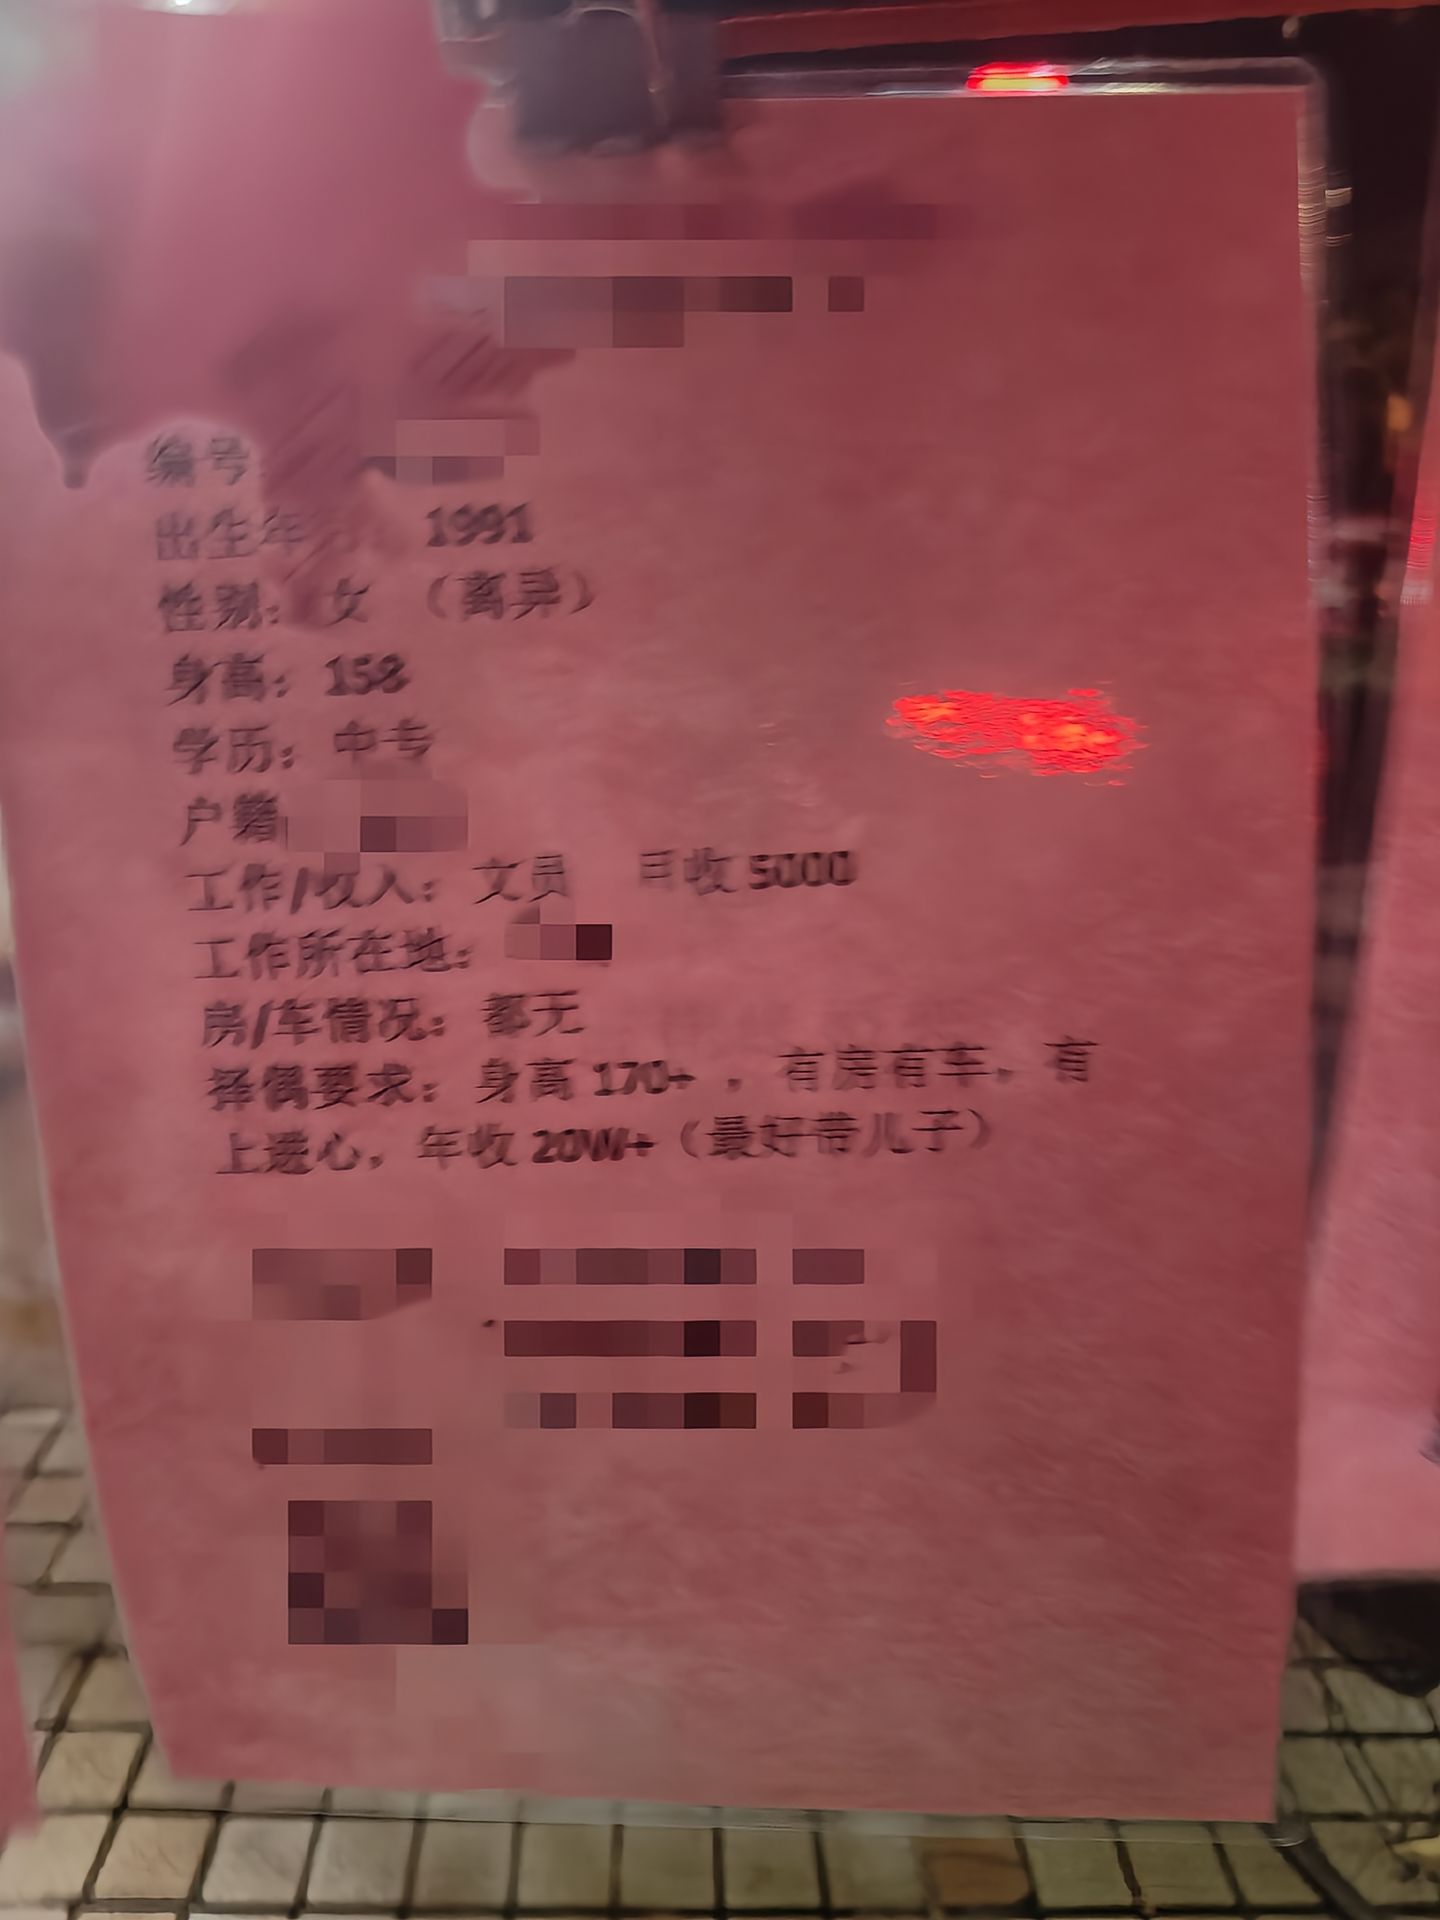 编号
出生年 1991
性别： 女 （离异）
身高： 158
学历： 中专
户籍
工作/收入： 文员 月收 5000
工作所在地：
房/车情况： 都无
择偶要求： 身高 170+ ，有房有车，有
上进心，年收 20W+（最好带儿子）